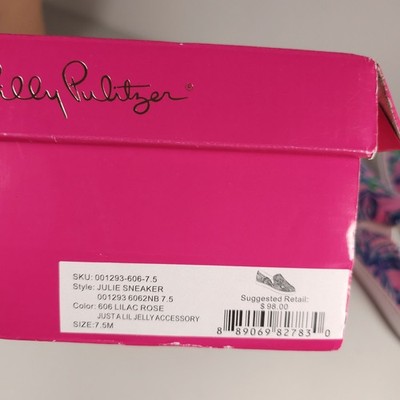 Lilly Pulitzer®
SKU: 001293-606-7.5
Style: JULIE SNEAKER
001293 6062NB 7.5
Color: 606 LILAC ROSE
JUST A LIL JELLY ACCESSORY
SIZE: 7.5M
Suggested Retail:
$ 98.00
8 89069 82783 0